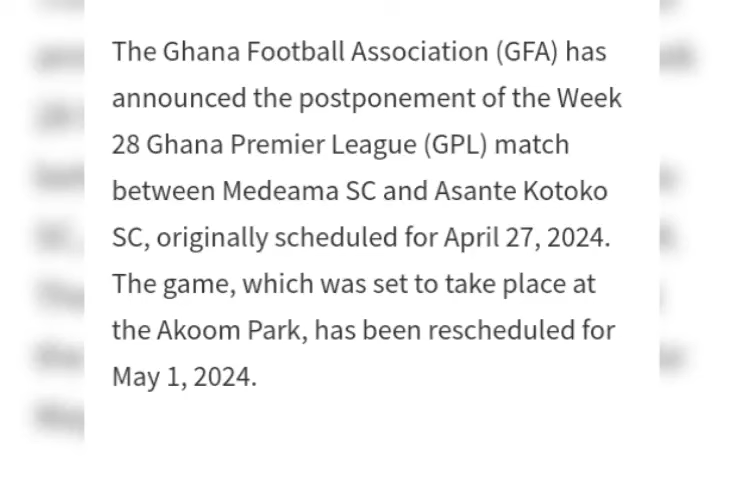 The Ghana Football Association (GFA) has
announced the postponement of the Week
28 Ghana Premier League (GPL) match
between Medeama SC and Asante Kotoko
SC, originally scheduled for April 27, 2024.
The game, which was set to take place at
the Akoom Park, has been rescheduled for
May 1, 2024.